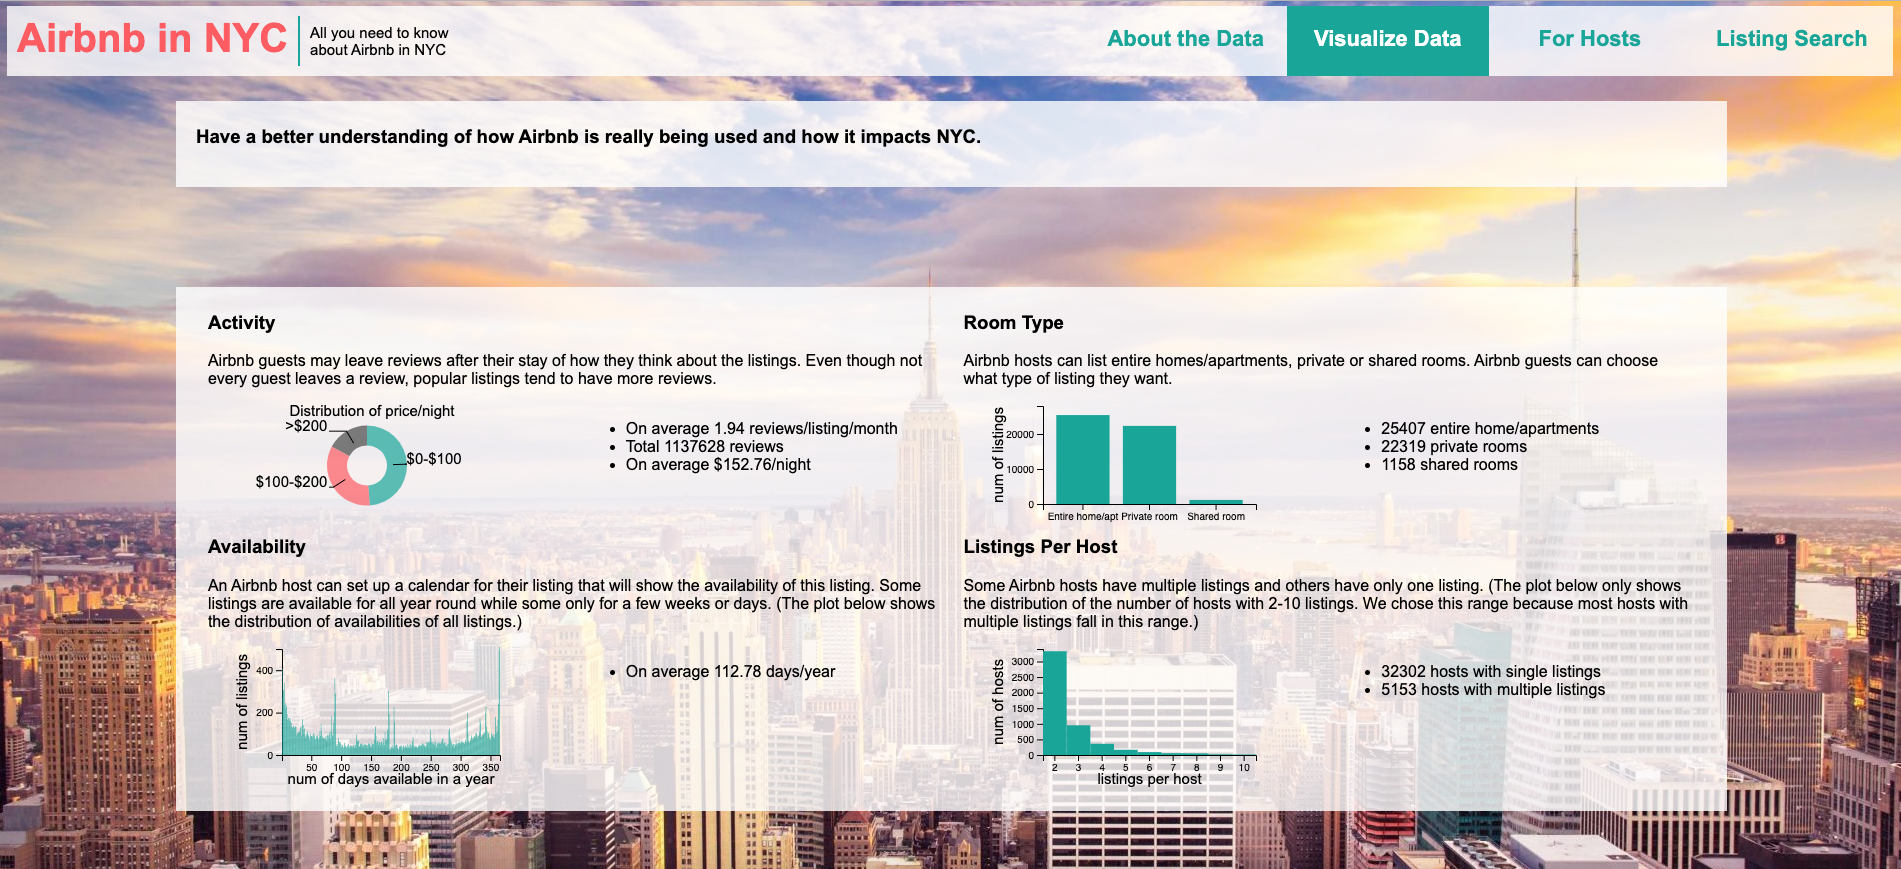 Airbnb in NYC
All you need to know
about Airbnb in NYC
About the Data
Visualize Data
For Hosts
Listing Search
Have a better understanding of how Airbnb is really being used and how it impacts NYC.
Activity
Airbnb guests may leave reviews after their stay of how they think about the listings. Even though not
every guest leaves a review, popular listings tend to have more reviews.
Distribution of price/night
>$200
$0-$100
$100-$200
On average 1.94 reviews/listing/month
Total 1137628 reviews
On average $152.76/night
Room Type
Airbnb hosts can list entire homes/apartments, private or shared rooms. Airbnb guests can choose
what type of listing they want.
num of listings
20000
10000
0
Entire home/apt Private room Shared room
25407 entire home/apartments
22319 private rooms
1158 shared rooms
Availability
An Airbnb host can set up a calendar for their listing that will show the availability of this listing. Some
listings are available for all year round while some only for a few weeks or days. (The plot below shows
the distribution of availabilities of all listings.)
num of listings
400
200
0
50 100 150 200 250 300 350
num of days available in a year
On average 112.78 days/year
Listings Per Host
Some Airbnb hosts have multiple listings and others have only one listing. (The plot below only shows
the distribution of the number of hosts with 2-10 listings. We chose this range because most hosts with
multiple listings fall in this range.)
num of hosts
3000
2500
2000
1500
1000
500
0
2 3 4 5 6 7 8 9 10
listings per host
32302 hosts with single listings
5153 hosts with multiple listings